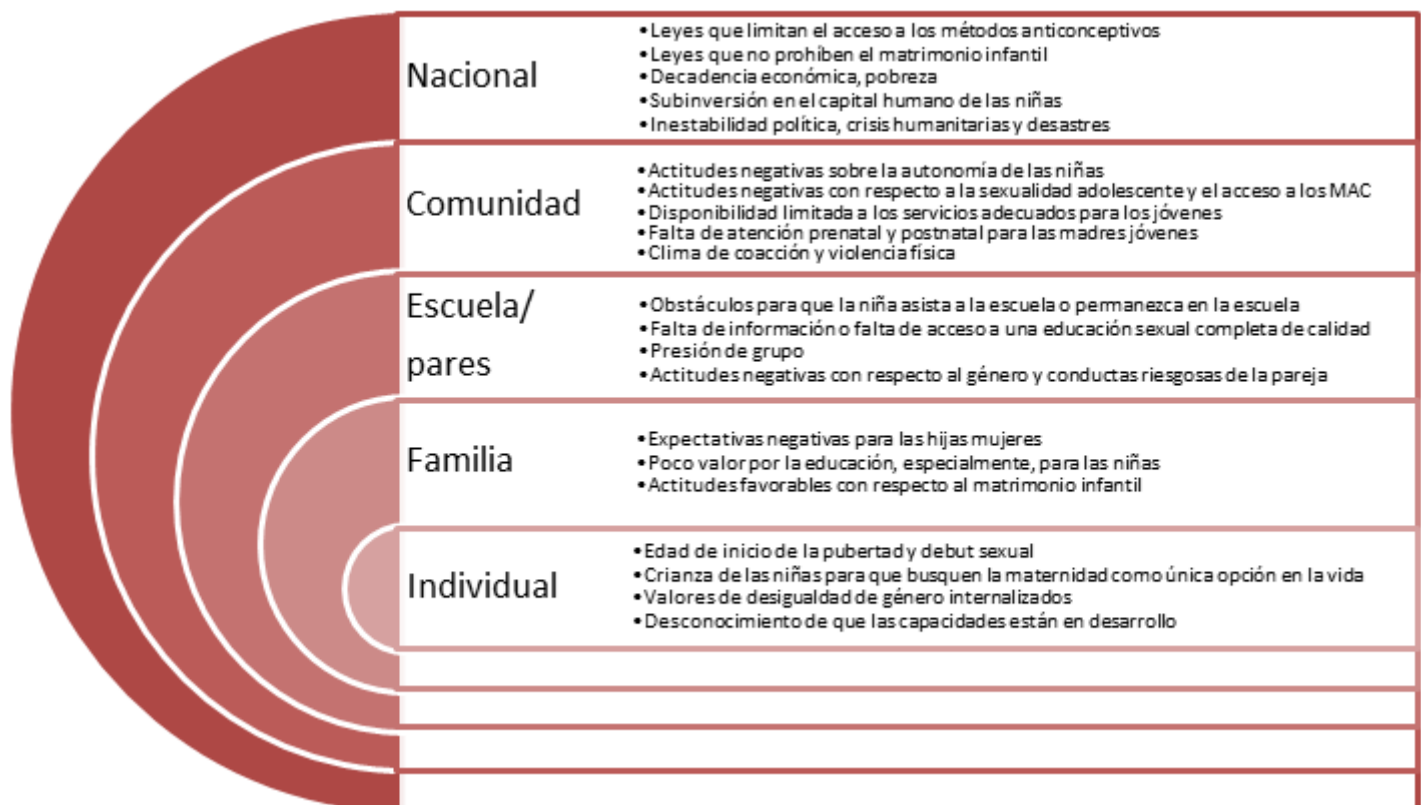 Nacional
•Leyes que limitan el acceso a los métodos anticonceptivos
•Leyes que no prohíben el matrimonio infantil
•Decadencia económica, pobreza
•Subinversión en el capital humano de las niñas
•Inestabilidad política, crisis humanitarias y desastres
Comunidad
•Actitudes negativas sobre la autonomía de las niñas
•Actitudes negativas con respecto a la sexualidad adolescente y el acceso a los MAC
•Disponibilidad limitada a los servicios adecuados para los jóvenes
•Falta de atención prenatal y postnatal para las madres jóvenes
•Clima de coacción y violencia física
Escuela/
pares
•Obstáculos para que la niña asista a la escuela o permanezca en la escuela
•Falta de información o falta de acceso a una educación sexual completa de calidad
•Presión de grupo
•Actitudes negativas con respecto al género y conductas riesgosas de la pareja
Familia
•Expectativas negativas para las hijas mujeres
•Poco valor por la educación, especialmente, para las niñas
•Actitudes favorables con respecto al matrimonio infantil
Individual
•Edad de inicio de la pubertad y debut sexual
•Crianza de las niñas para que busquen la maternidad como única opción en la vida
•Valores de desigualdad de género internalizados
•Desconocimiento de que las capacidades están en desarrollo